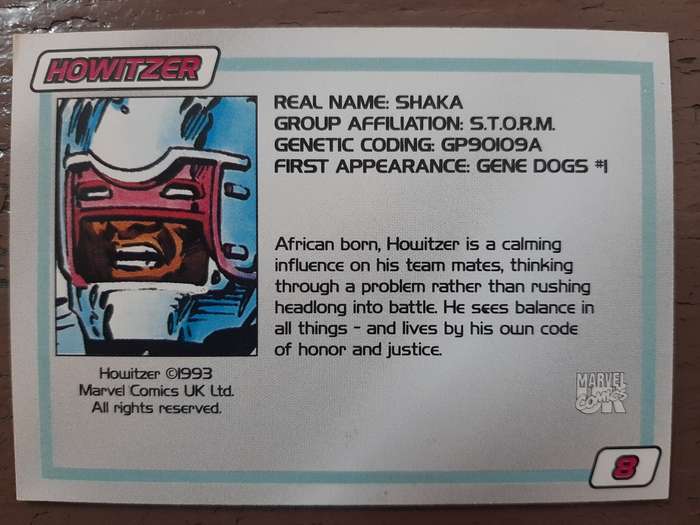 HOWITZER
REAL NAME: SHAKA
GROUP AFFILIATION: S.T.O.R.M.
GENETIC CODING: GP90109A
FIRST APPEARANCE: GENE DOGS #1
African born, Howitzer is a calming
influence on his team mates, thinking
through a problem rather than rushing
headlong into battle. He sees balance in
all things - and lives by his own code
of honor and justice.
Howitzer ©1993
Marvel Comics UK Ltd.
All rights reserved.
MARVEL
COMICS
UK
8